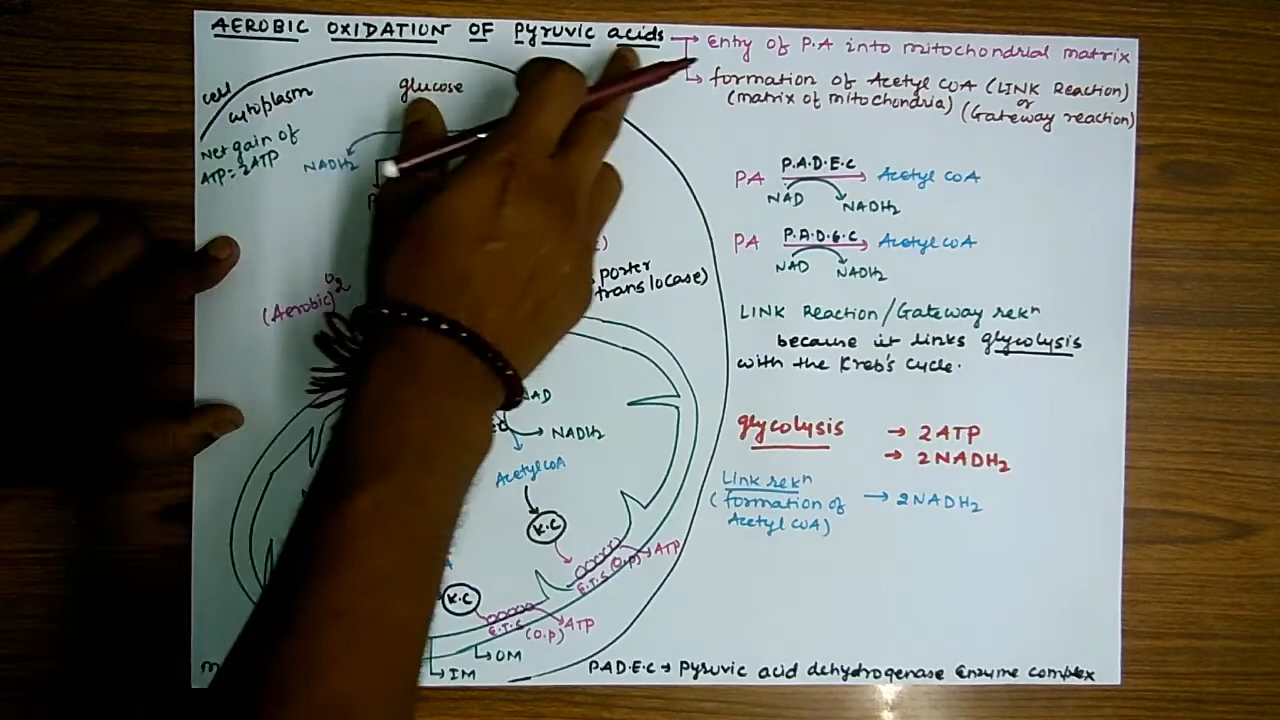 AEROBIC OXIDATION OF Pyruvic acids
Entry of P.A into mitochondrial matrix
formation of Acetyl COA (LINK Reaction)
or
(matrix of mitochondria) (Gateway reaction)
cell
cytoplasm
glucose
Net gain of
ATP=2ATP
NADH2
PA P.A.D.E.C Acetyl COA
NAD NADH2
PA P.A.D.E.C Acetyl COA
NAD NADH2
porter
translocase)
O2
(Aerobic)
LINK Reaction/Gateway rekn
because it links glycolysis
with the Kreb's cycle.
NAD
NADH2
Acetyl COA
K.C
ATP
E.T.S (O.P)
K.C
ATP
E.T.S (O.P)
OM
IM
glycolysis → 2ATP
→ 2NADH2
Link rekn
(formation of → 2NADH2
Acetyl COA)
PAD.E.C → Pyruvic acid dehydrogenase Enzyme complex